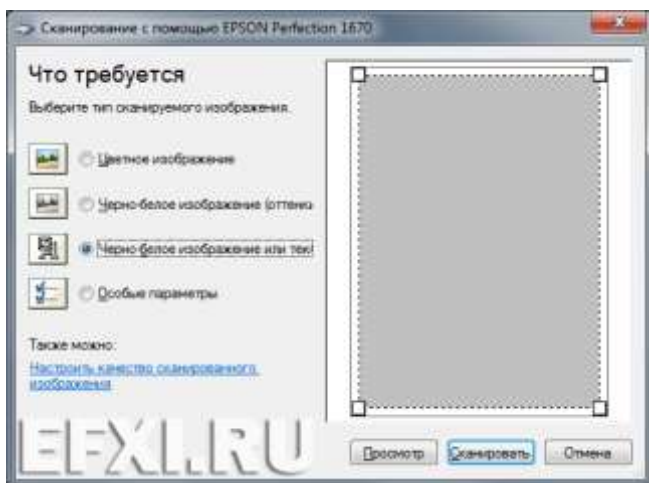 Сканирование с помощью EPSON Perfection 1670
Что требуется
Выберите тип сканируемого изображения.
Цветное изображение
Черно-белое изображение (оттенки
Черно-белое изображение или текс
Особые параметры
Также можно:
Настроить качество сканированного
изображения
EFXI.RU
Просмотр
Сканировать
Отмена